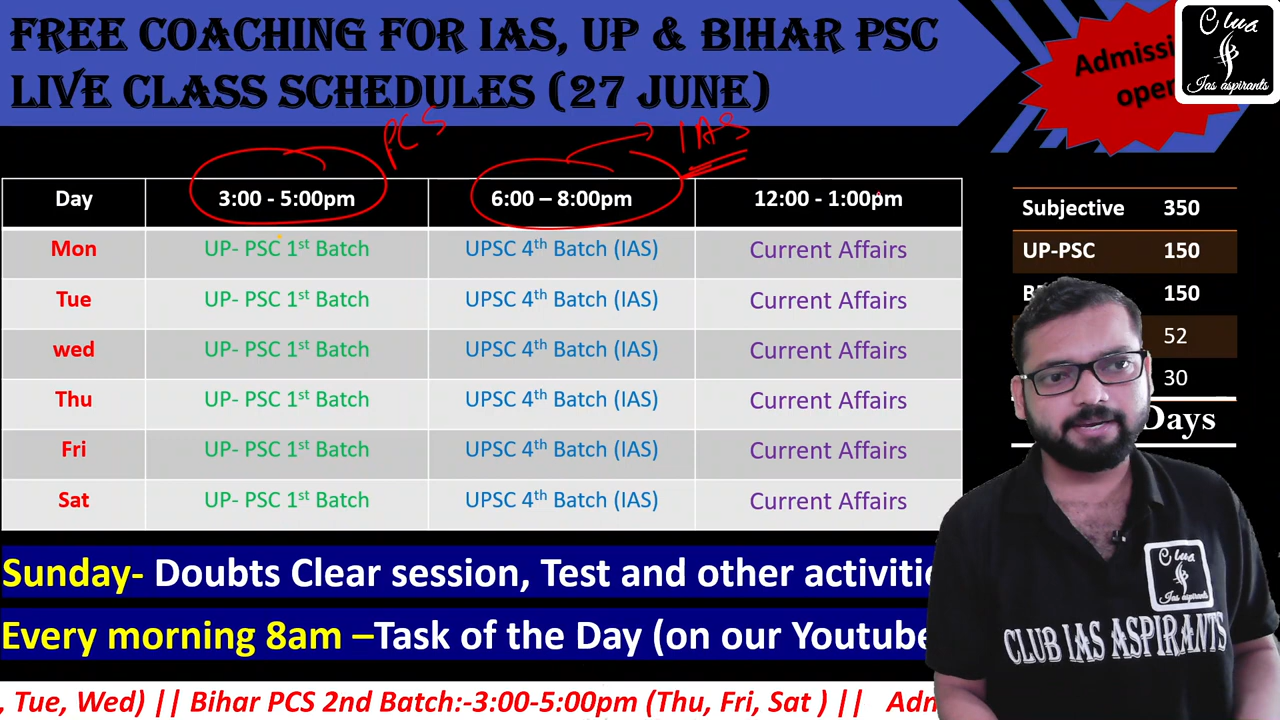 FREE COACHING FOR IAS, UP & BIHAR PSC
LIVE CLASS SCHEDULES (27 JUNE)
open
Club
Ias aspirants
PCS
IAS
Day 3:00 - 5:00pm 6:00 – 8:00pm 12:00 - 1:00pm
Mon UP- PSC 1st Batch UPSC 4th Batch (IAS) Current Affairs
Tue UP- PSC 1st Batch UPSC 4th Batch (IAS) Current Affairs
wed UP- PSC 1st Batch UPSC 4th Batch (IAS) Current Affairs
Thu UP- PSC 1st Batch UPSC 4th Batch (IAS) Current Affairs
Fri UP- PSC 1st Batch UPSC 4th Batch (IAS) Current Affairs
Sat UP- PSC 1st Batch UPSC 4th Batch (IAS) Current Affairs
Subjective 350
UP-PSC 150
150
52
30
Days
Sunday- Doubts Clear session, Test and other
Every morning 8am –Task of the Day (on our Youtube
, Tue, Wed) || Bihar PCS 2nd Batch:-3:00-5:00pm (Thu, Fri, Sat ) ||
Club
Ias aspirants
CLUB IAS ASPIRANTS